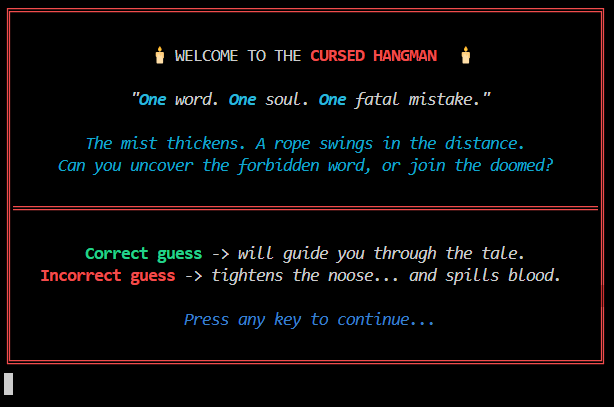 WELCOME TO THE CURSED HANGMAN
"One word. One soul. One fatal mistake."
The mist thickens. A rope swings in the distance.
Can you uncover the forbidden word, or join the doomed?
Correct guess -> will guide you through the tale.
Incorrect guess -> tightens the noose... and spills blood.
Press any key to continue...